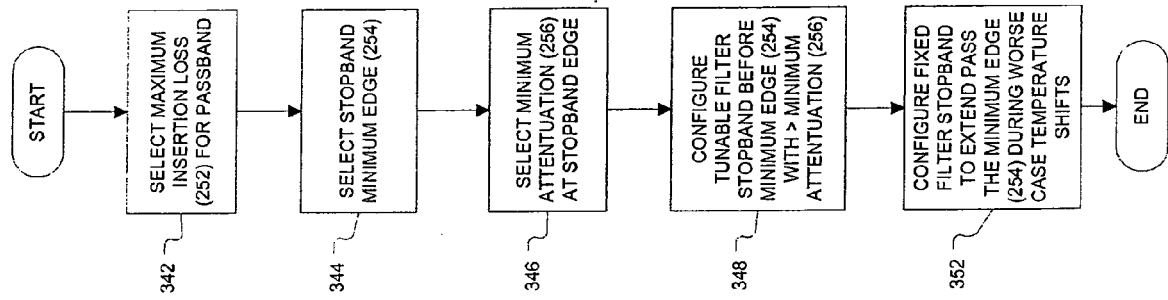 START
SELECT MAXIMUM
INSERTION LOSS
(252) FOR PASSBAND
342
SELECT STOPBAND
MINIMUM EDGE (254)
344
SELECT MINIMUM
ATTENTUATION (256)
AT STOPBAND EDGE
346
CONFIGURE
TUNABLE FILTER
STOPBAND BEFORE
MINIMUM EDGE (254)
WITH > MINIMUM
ATTENTUATION (256)
348
CONFIGURE FIXED
FILTER STOPBAND
TO EXTEND PASS
THE MINIMUM EDGE
(254) DURING WORSE
CASE TEMPERATURE
SHIFTS
352
END